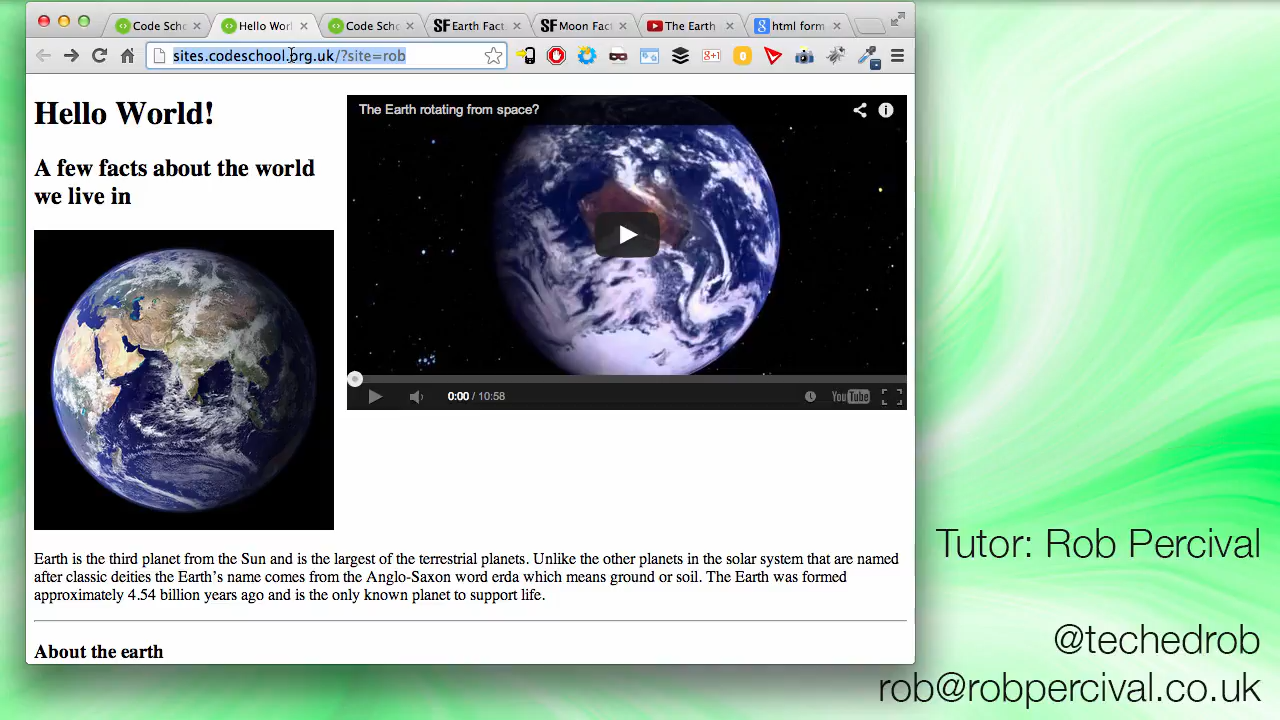 Code Scho
Hello Worl
Code Scho
SF Earth Fact
SF Moon Fac
The Earth
html form
sites.codeschool.org.uk/?site=rob
Hello World!
A few facts about the world
we live in
The Earth rotating from space?
0:00 / 10:58
YouTube
Earth is the third planet from the Sun and is the largest of the terrestrial planets. Unlike the other planets in the solar system that are named
after classic deities the Earth’s name comes from the Anglo-Saxon word erda which means ground or soil. The Earth was formed
approximately 4.54 billion years ago and is the only known planet to support life.
About the earth
Tutor: Rob Percival
@techedrob
rob@robpercival.co.uk